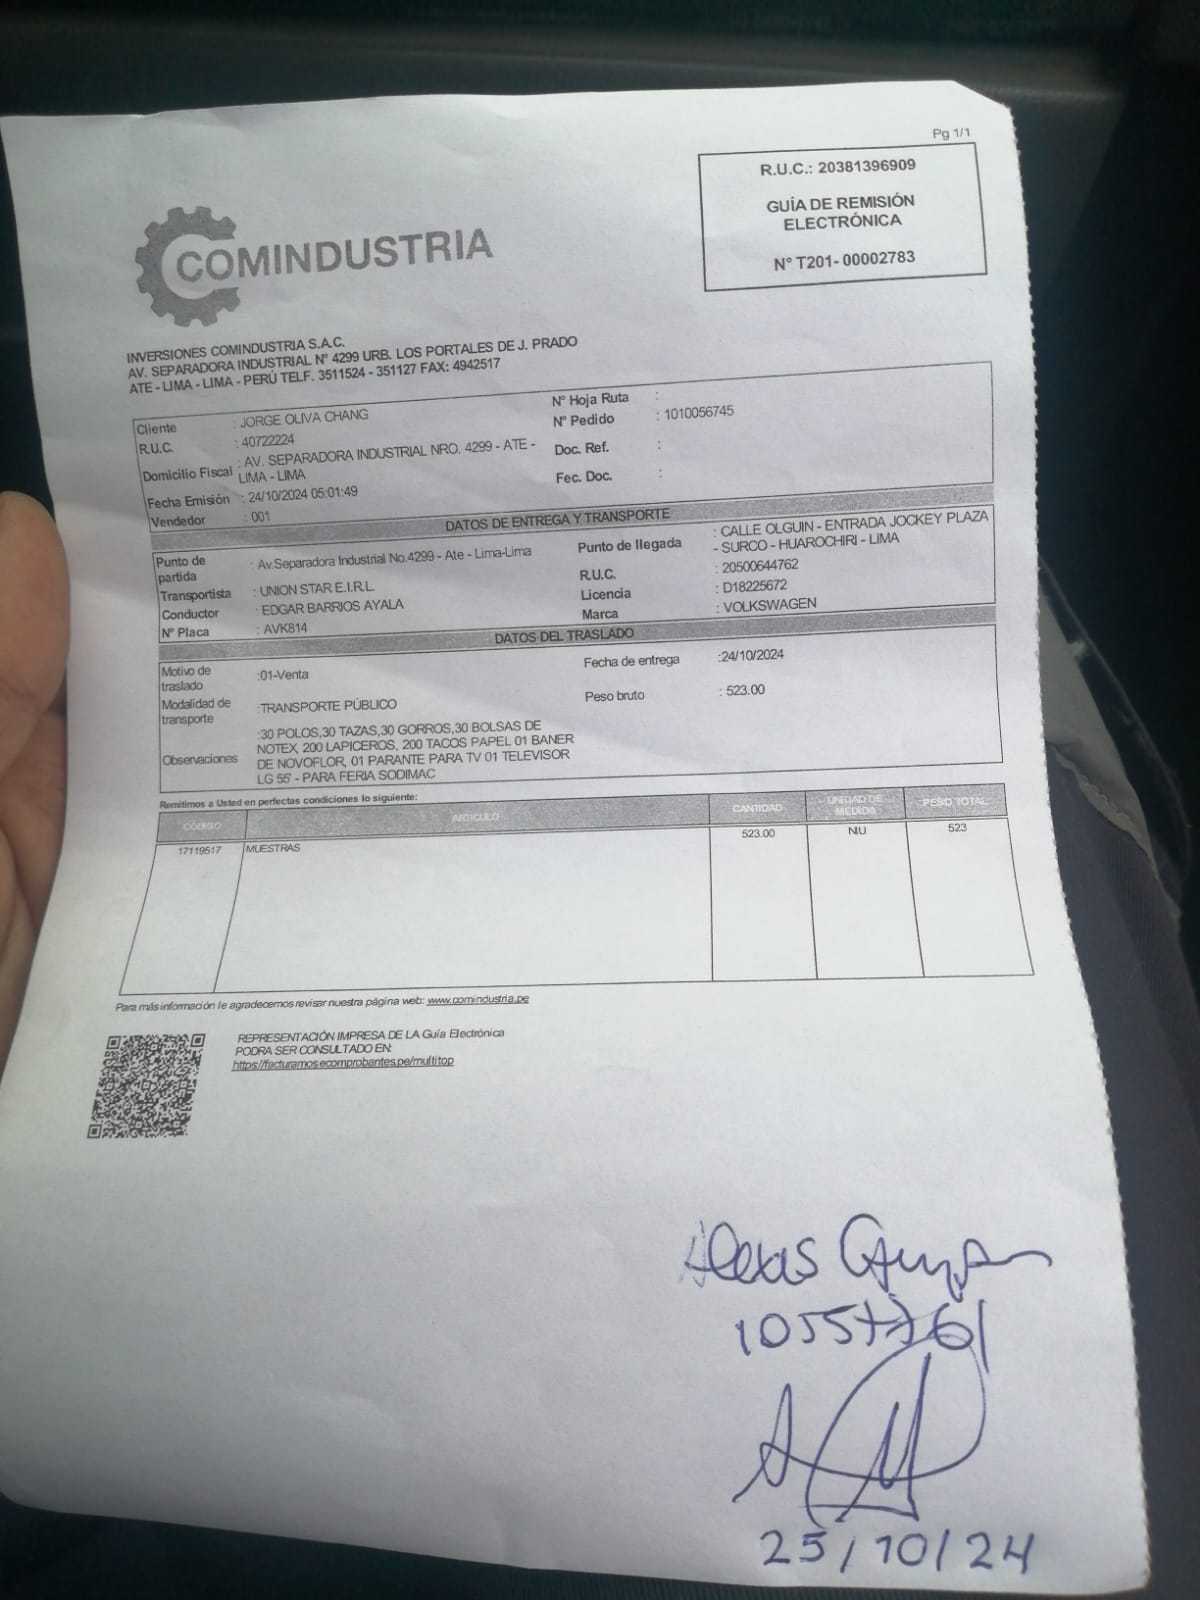 Pg 1/1
R.U.C.: 20381396909
GUÍA DE REMISIÓN
ELECTRÓNICA
N° T201- 00002783
COMINDUSTRIA
INVERSIONES COMINDUSTRIA S.A.C.
AV. SEPARADORA INDUSTRIAL N° 4299 URB. LOS PORTALES DE J. PRADO
ATE - LIMA - LIMA - PERÚ TELF. 3511524 - 351127 FAX: 4942517
Cliente : JORGE OLIVA CHANG
R.U.C. : 40722224
Domicilio Fiscal : AV. SEPARADORA INDUSTRIAL NRO. 4299 - ATE -
LIMA - LIMA
Fecha Emisión : 24/10/2024 05:01:49
Vendedor : 001
N° Hoja Ruta :
N° Pedido : 1010056745
Doc. Ref. :
Fec. Doc. :
DATOS DE ENTREGA Y TRANSPORTE
Punto de
partida : Av.Separadora Industrial No.4299 - Ate - Lima-Lima
Transportista : UNION STAR E.I.R.L
Conductor : EDGAR BARRIOS AYALA
N° Placa : AVK814
Punto de llegada : CALLE OLGUIN - ENTRADA JOCKEY PLAZA
- SURCO - HUAROCHIRI - LIMA
R.U.C. : 20500644762
Licencia : D18225672
Marca : VOLKSWAGEN
DATOS DEL TRASLADO
Motivo de
traslado :01-Venta
Modalidad de
transporte :TRANSPORTE PÚBLICO
Fecha de entrega :24/10/2024
Peso bruto : 523.00
Observaciones :30 POLOS,30 TAZAS,30 GORROS,30 BOLSAS DE
NOTEX, 200 LAPICEROS, 200 TACOS PAPEL 01 BANER
DE NOVOFLOR, 01 PARANTE PARA TV 01 TELEVISOR
LG 55' - PARA FERIA SODIMAC
Remitimos a Usted en perfectas condiciones lo siguiente:
CÓDIGO ARTICULO CANTIDAD UNIDAD DE MEDIDA PESO TOTAL
17119517 MUESTRAS 523.00 NIU 523
Para más información le agradecemos revisar nuestra página web: www.comindustria.pe
REPRESENTACIÓN IMPRESA DE LA Guía Electrónica
PODRA SER CONSULTADO EN:
https://facturamosecomprobantes.pe/multitop
Alexis
10557761
25/10/24